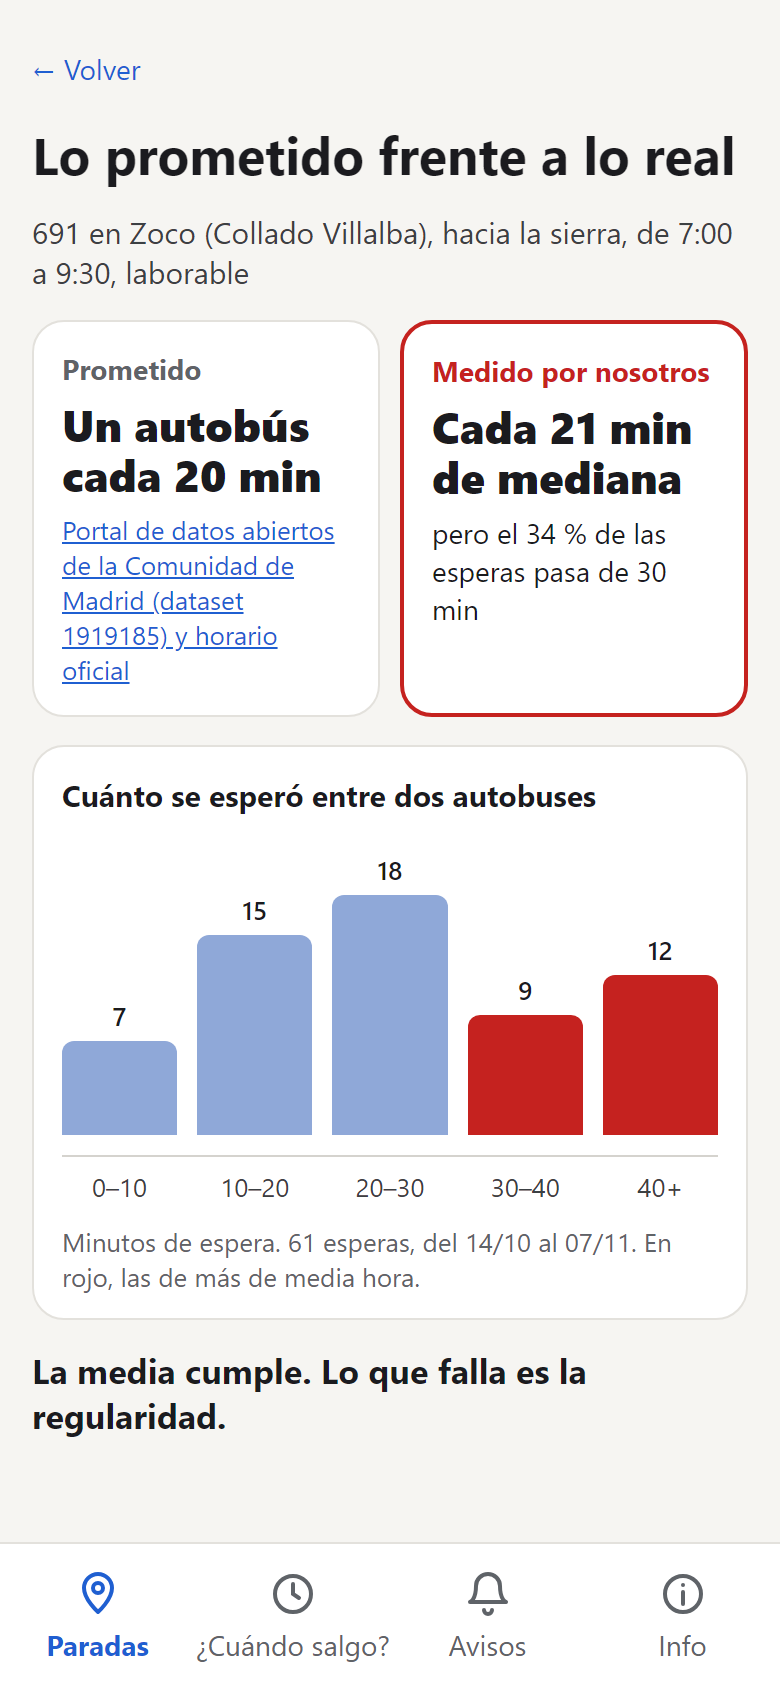 ← Volver
Lo prometido frente a lo real
691 en Zoco (Collado Villalba), hacia la sierra, de 7:00
a 9:30, laborable
Prometido
Un autobús
cada 20 min
Portal de datos abiertos
de la Comunidad de
Madrid (dataset
1919185) y horario
oficial
Medido por nosotros
Cada 21 min
de mediana
pero el 34 % de las
esperas pasa de 30
min
Cuánto se esperó entre dos autobuses
7
15
18
9
12
0–10
10–20
20–30
30–40
40+
Minutos de espera. 61 esperas, del 14/10 al 07/11. En
rojo, las de más de media hora.
La media cumple. Lo que falla es la
regularidad.
Paradas
¿Cuándo salgo?
Avisos
Info